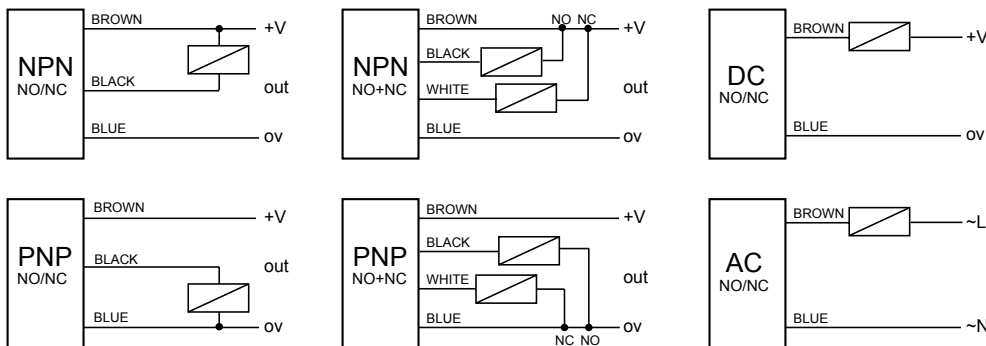 BROWN
+V
NPN
NO/NC
BLACK
out
BLUE
ov
BROWN
NO NC
+V
BLACK
NPN
NO+NC
WHITE
out
BLUE
ov
BROWN
+V
DC
NO/NC
BLUE
ov
BROWN
+V
PNP
NO/NC
BLACK
out
BLUE
ov
BROWN
+V
BLACK
PNP
NO+NC
WHITE
out
BLUE
ov
NC NO
BROWN
~L
AC
NO/NC
BLUE
~N